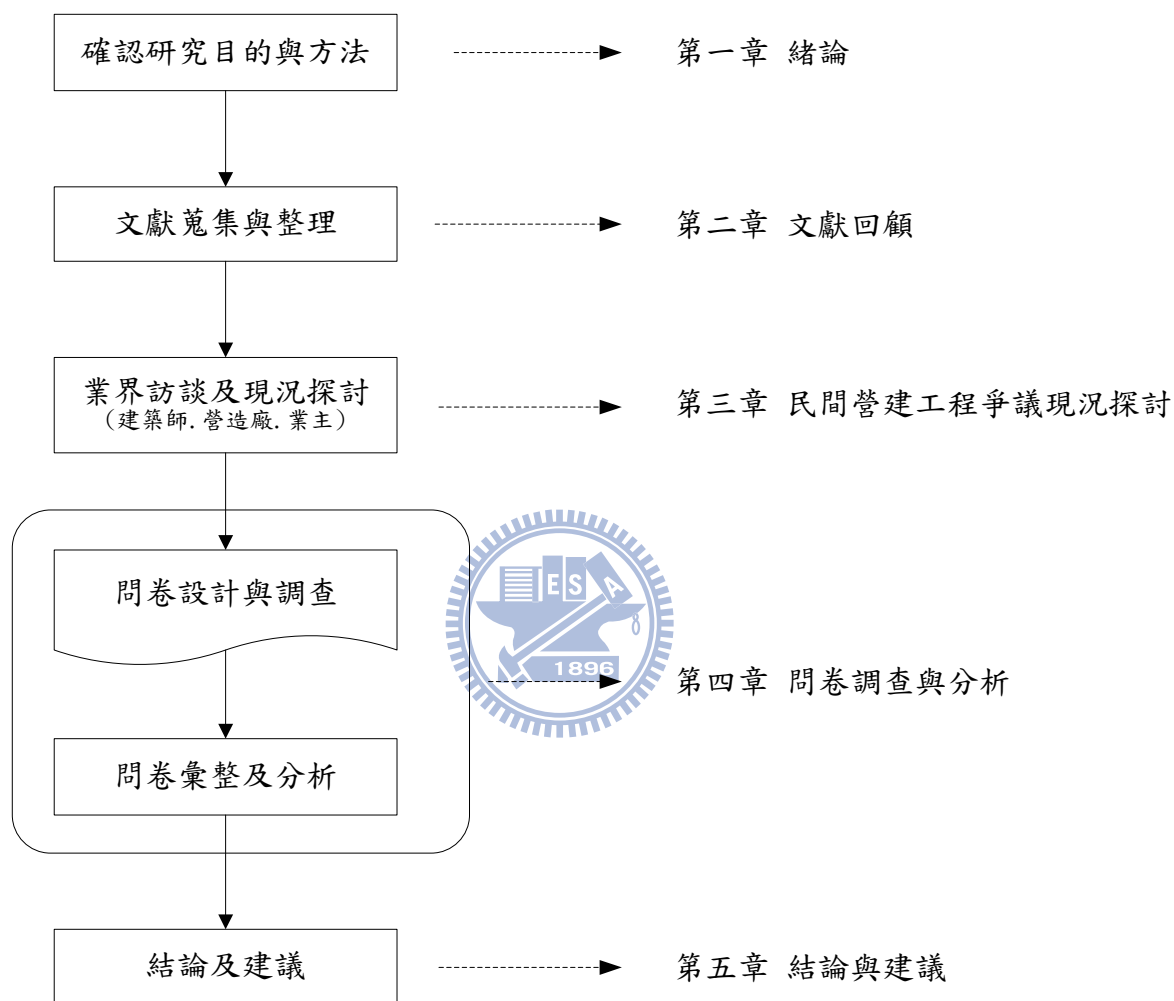 確認研究目的與方法
第一章 緒論
文獻蒐集與整理
第二章 文獻回顧
業界訪談及現況探討
(建築師.營造廠.業主)
第三章 民間營建工程爭議現況探討
問卷設計與調查
E S A
1896
第四章 問卷調查與分析
問卷彙整及分析
結論及建議
第五章 結論與建議